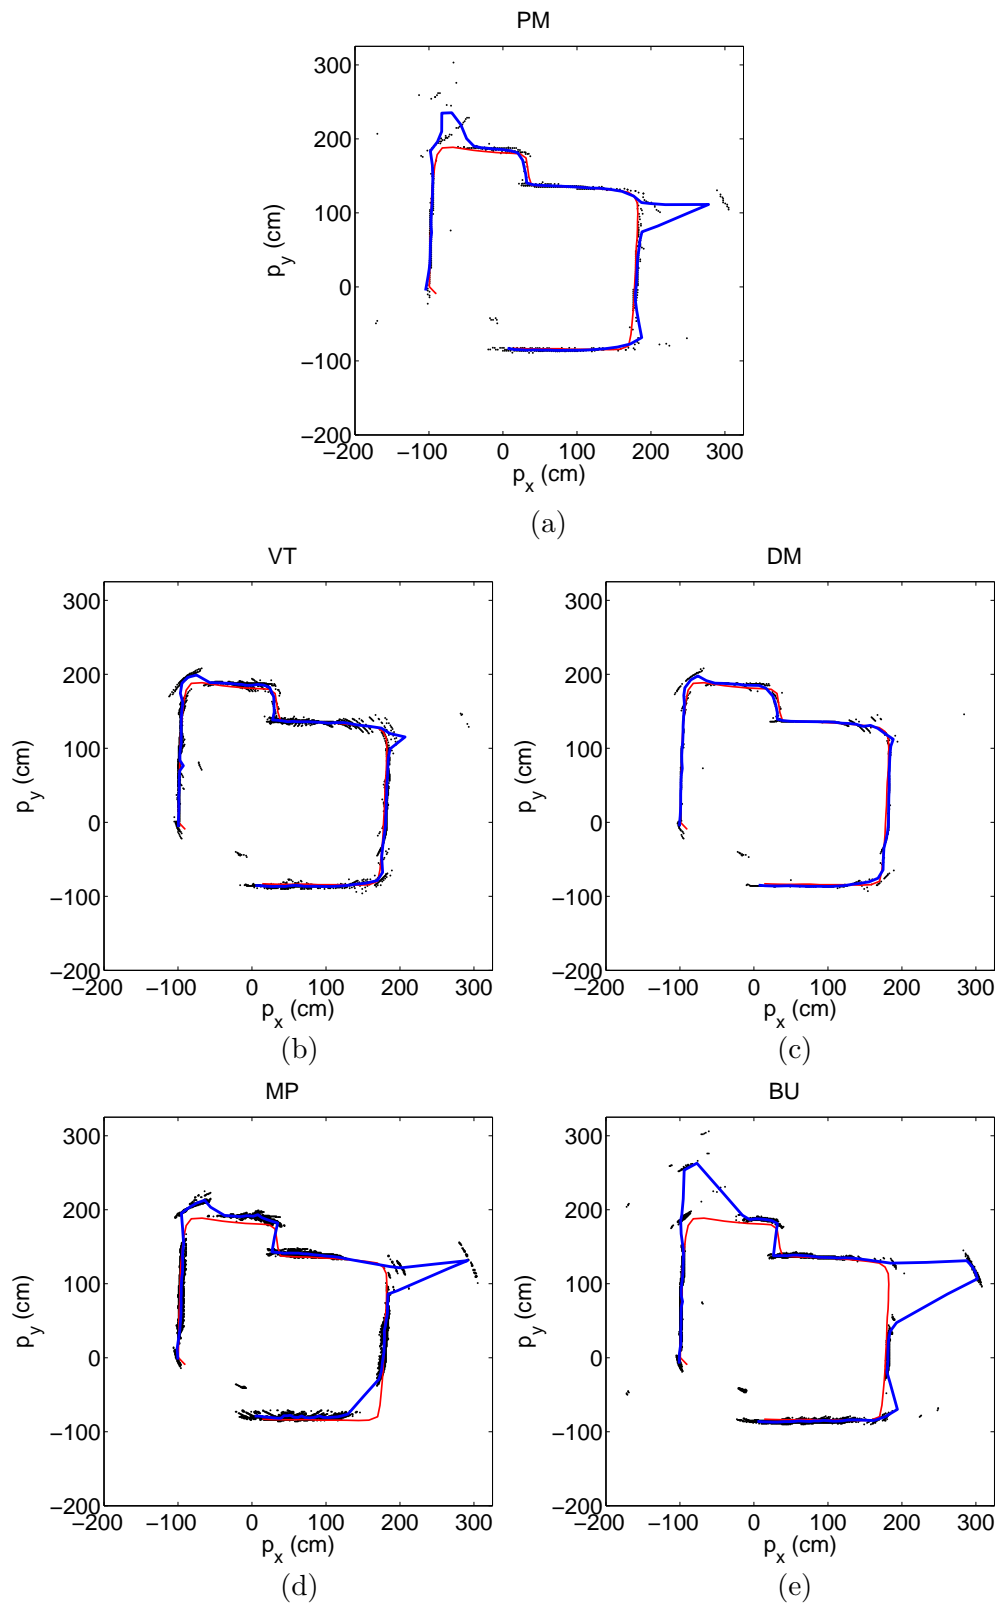 PM
300
200
100
0
−100
−200
−200 −100 0 100 200 300
p_y (cm)
p_x (cm)
(a)
VT DM
300 300
200 200
100 100
0 0
−100 −100
−200 −200
−200 −100 0 100 200 300 −200 −100 0 100 200 300
p_y (cm) p_y (cm)
p_x (cm) p_x (cm)
(b) (c)
MP BU
300 300
200 200
100 100
0 0
−100 −100
−200 −200
−200 −100 0 100 200 300 −200 −100 0 100 200 300
p_y (cm) p_y (cm)
p_x (cm) p_x (cm)
(d) (e)